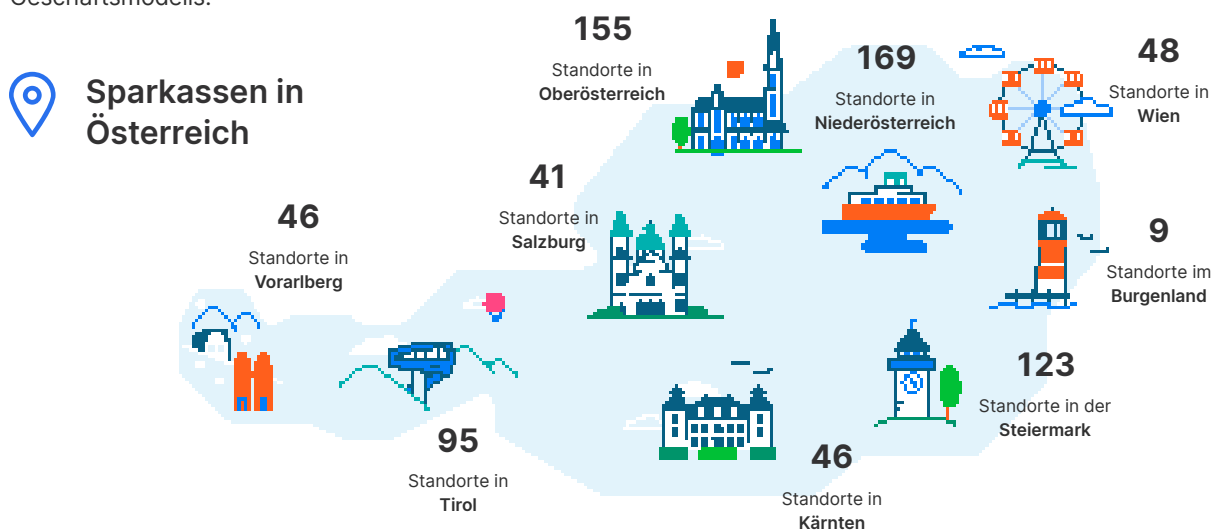 Geschäftsmodells.
Sparkassen in
Österreich
155
Standorte in
Oberösterreich
169
Standorte in
Niederösterreich
48
Standorte in
Wien
41
Standorte in
Salzburg
46
Standorte in
Vorarlberg
9
Standorte im
Burgenland
123
Standorte in der
Steiermark
95
Standorte in
Tirol
46
Standorte in
Kärnten